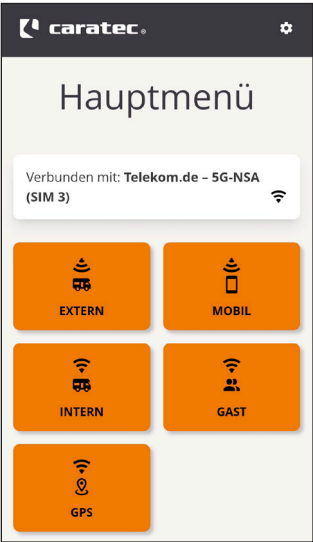 caratec®
Hauptmenü
Verbunden mit: Telekom.de – 5G-NSA
(SIM 3)
EXTERN
MOBIL
INTERN
GAST
GPS